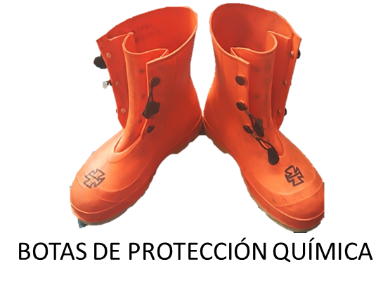 BOTAS DE PROTECCIÓN QUÍMICA